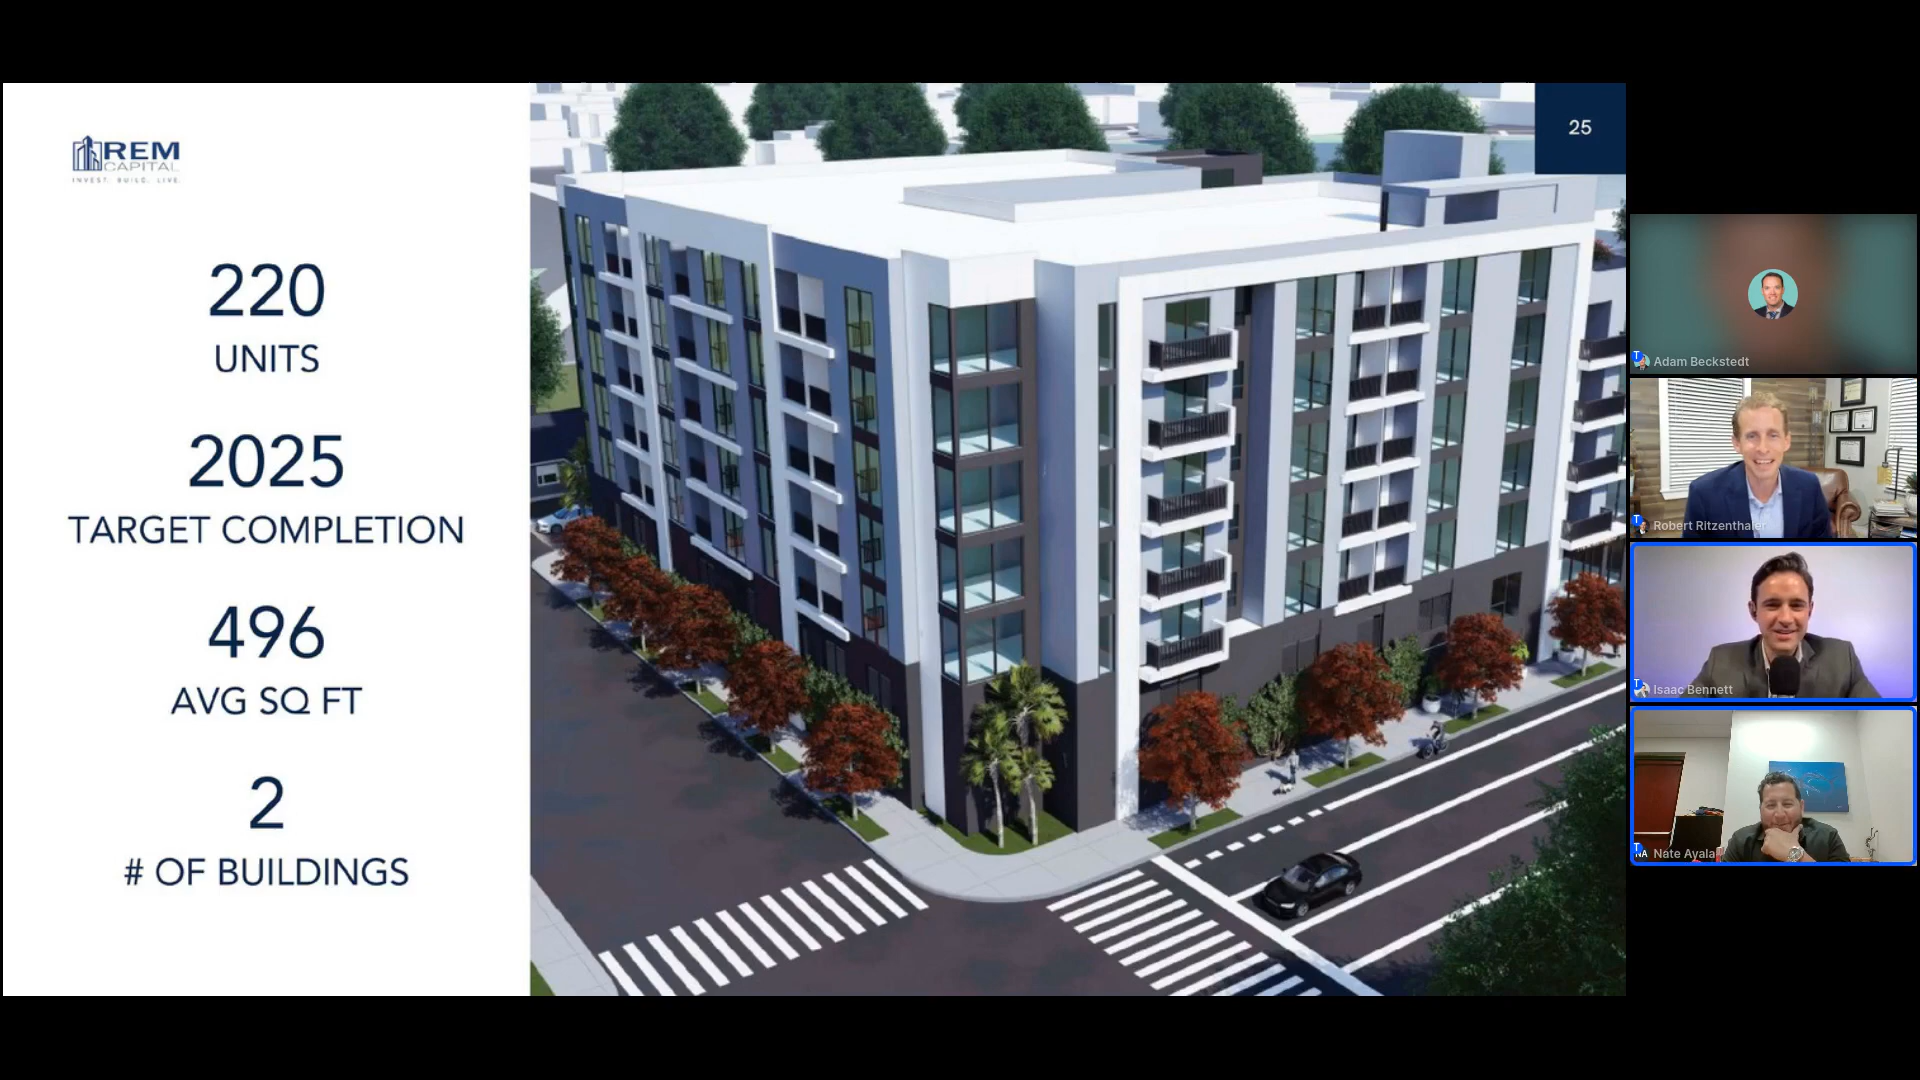 REM
CAPITAL
INVEST. BUILD. LIVE.
220
UNITS
2025
TARGET COMPLETION
496
AVG SQ FT
2
# OF BUILDINGS
25
Adam Beckstedt
Robert Ritzenthaler
Isaac Bennett
NA Nate Ayala